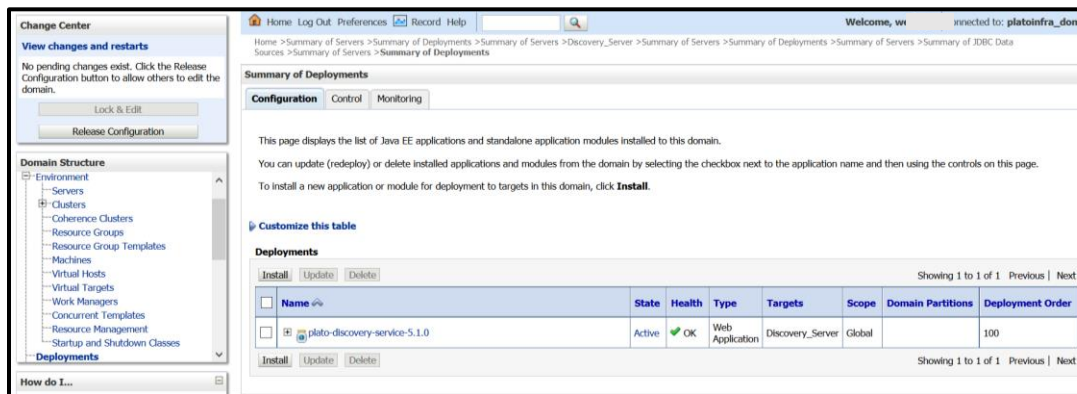 Change Center
View changes and restarts
No pending changes exist. Click the Release
Configuration button to allow others to edit the
domain.
Lock & Edit
Release Configuration
Domain Structure
Environment
Servers
Clusters
Coherence Clusters
Resource Groups
Resource Group Templates
Machines
Virtual Hosts
Virtual Targets
Work Managers
Concurrent Templates
Resource Management
Startup and Shutdown Classes
Deployments
How do I...
Home Log Out Preferences Record Help
Welcome, we onnected to: platoinfra_don
Home >Summary of Servers >Summary of Deployments >Summary of Servers >Discovery_Server >Summary of Servers >Summary of Deployments >Summary of Servers >Summary of JDBC Data
Sources >Summary of Servers >Summary of Deployments
Summary of Deployments
Configuration Control Monitoring
This page displays the list of Java EE applications and standalone application modules installed to this domain.
You can update (redeploy) or delete installed applications and modules from the domain by selecting the checkbox next to the application name and then using the controls on this page.
To install a new application or module for deployment to targets in this domain, click Install.
Customize this table
Deployments
Install Update Delete Showing 1 to 1 of 1 Previous | Next
Name State Health Type Targets Scope Domain Partitions Deployment Order
plato-discovery-service-5.1.0 Active OK Web Application Discovery_Server Global 100
Install Update Delete Showing 1 to 1 of 1 Previous | Next